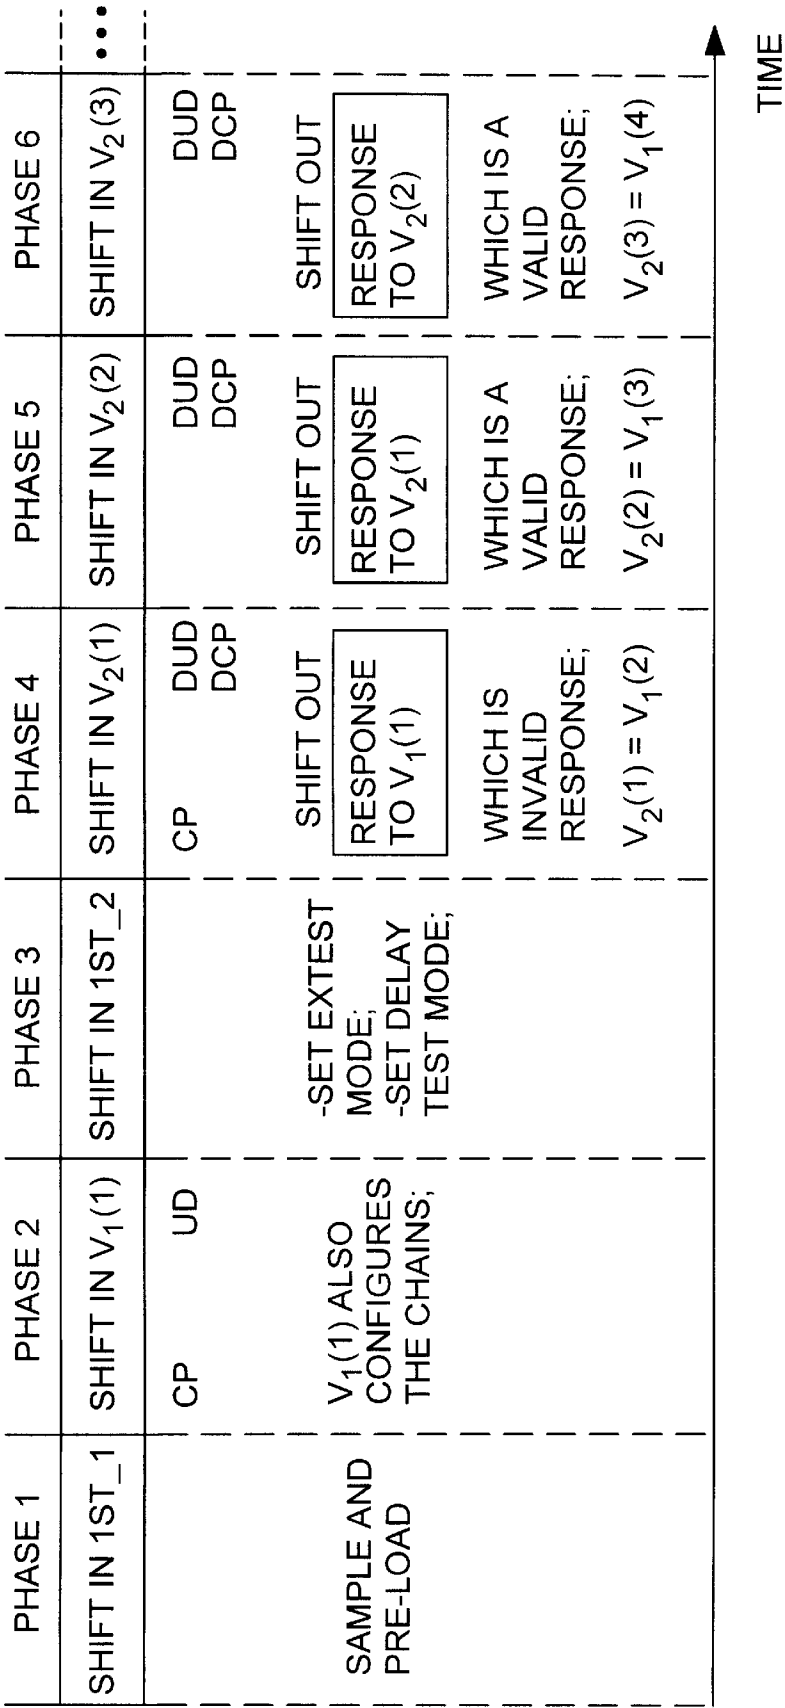 PHASE 1
PHASE 2
PHASE 3
PHASE 4
PHASE 5
PHASE 6
SHIFT IN 1ST_1
SHIFT IN V1(1)
SHIFT IN 1ST_2
SHIFT IN V2(1)
SHIFT IN V2(2)
SHIFT IN V2(3)
•••
SAMPLE AND
PRE-LOAD
CP UD
V1(1) ALSO
CONFIGURES
THE CHAINS;
-SET EXTEST
MODE;
-SET DELAY
TEST MODE;
CP DUD
DCP
SHIFT OUT
RESPONSE
TO V1(1)
WHICH IS
INVALID
RESPONSE;
V2(1) = V1(2)
DUD
DCP
SHIFT OUT
RESPONSE
TO V2(1)
WHICH IS A
VALID
RESPONSE;
V2(2) = V1(3)
DUD
DCP
SHIFT OUT
RESPONSE
TO V2(2)
WHICH IS A
VALID
RESPONSE;
V2(3) = V1(4)
TIME